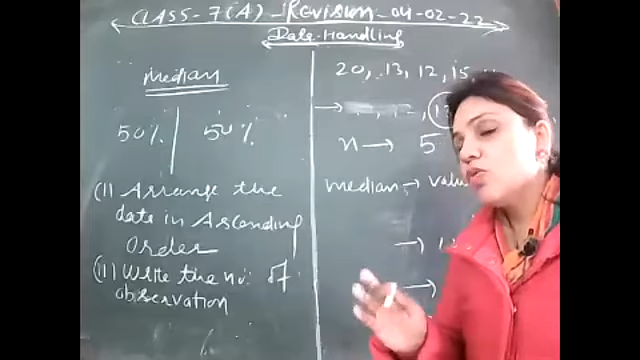 CLASS-7(A)-Revision-04-02-22
Data-Handling
Median
50% | 50%
(I) Arrange the
data in Ascending
Order
(II) Write the no: of
observation
20, 13, 12, 15,
n → 5
median →